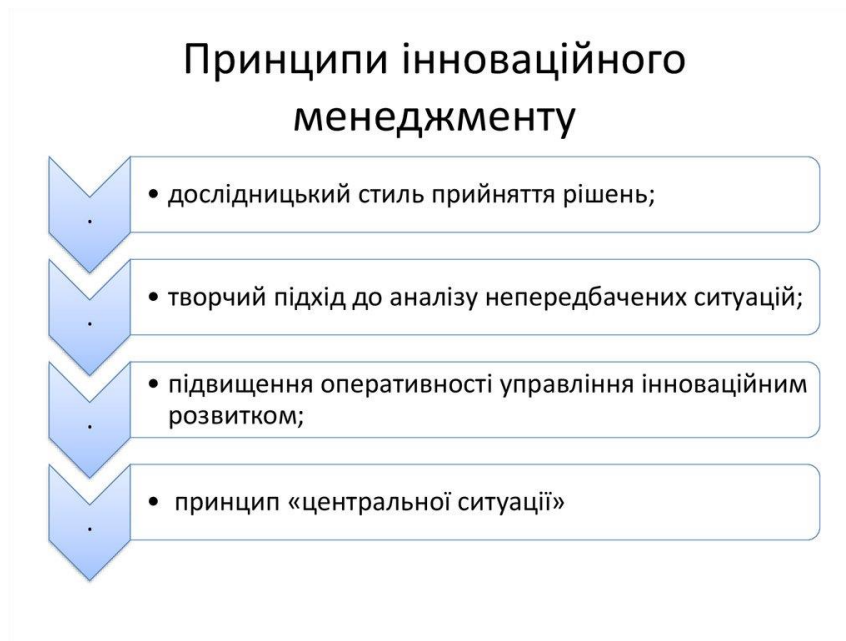 Принципи інноваційного
менеджменту
• дослідницький стиль прийняття рішень;
• творчий підхід до аналізу непередбачених ситуацій;
• підвищення оперативності управління інноваційним
розвитком;
• принцип «центральної ситуації»